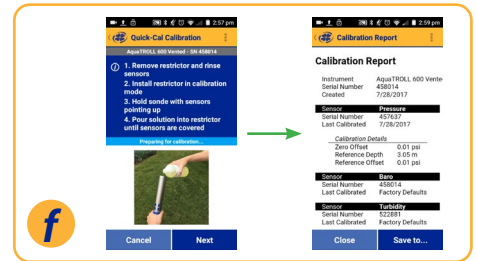 2:57 pm
Quick-Cal Calibration
AquaTROLL 600 Vented - SN 458014
1. Remove restrictor and rinse
sensors
2. Install restrictor in calibration
mode
3. Hold sonde with sensors
pointing up
4. Pour solution into restrictor
until sensors are covered
Preparing for calibration...
Cancel Next
f
2:59 pm
Calibration Report
Calibration Report
Instrument AquaTROLL 600 Vente
Serial Number 458014
Created 7/28/2017
Sensor Pressure
Serial Number 457637
Last Calibrated 7/28/2017
Calibration Details
Zero Offset 0.01 psi
Reference Depth 3.05 m
Reference Offset 0.01 psi
Sensor Baro
Serial Number 458014
Last Calibrated Factory Defaults
Sensor Turbidity
Serial Number 522881
Last Calibrated Factory Defaults
Close Save to...